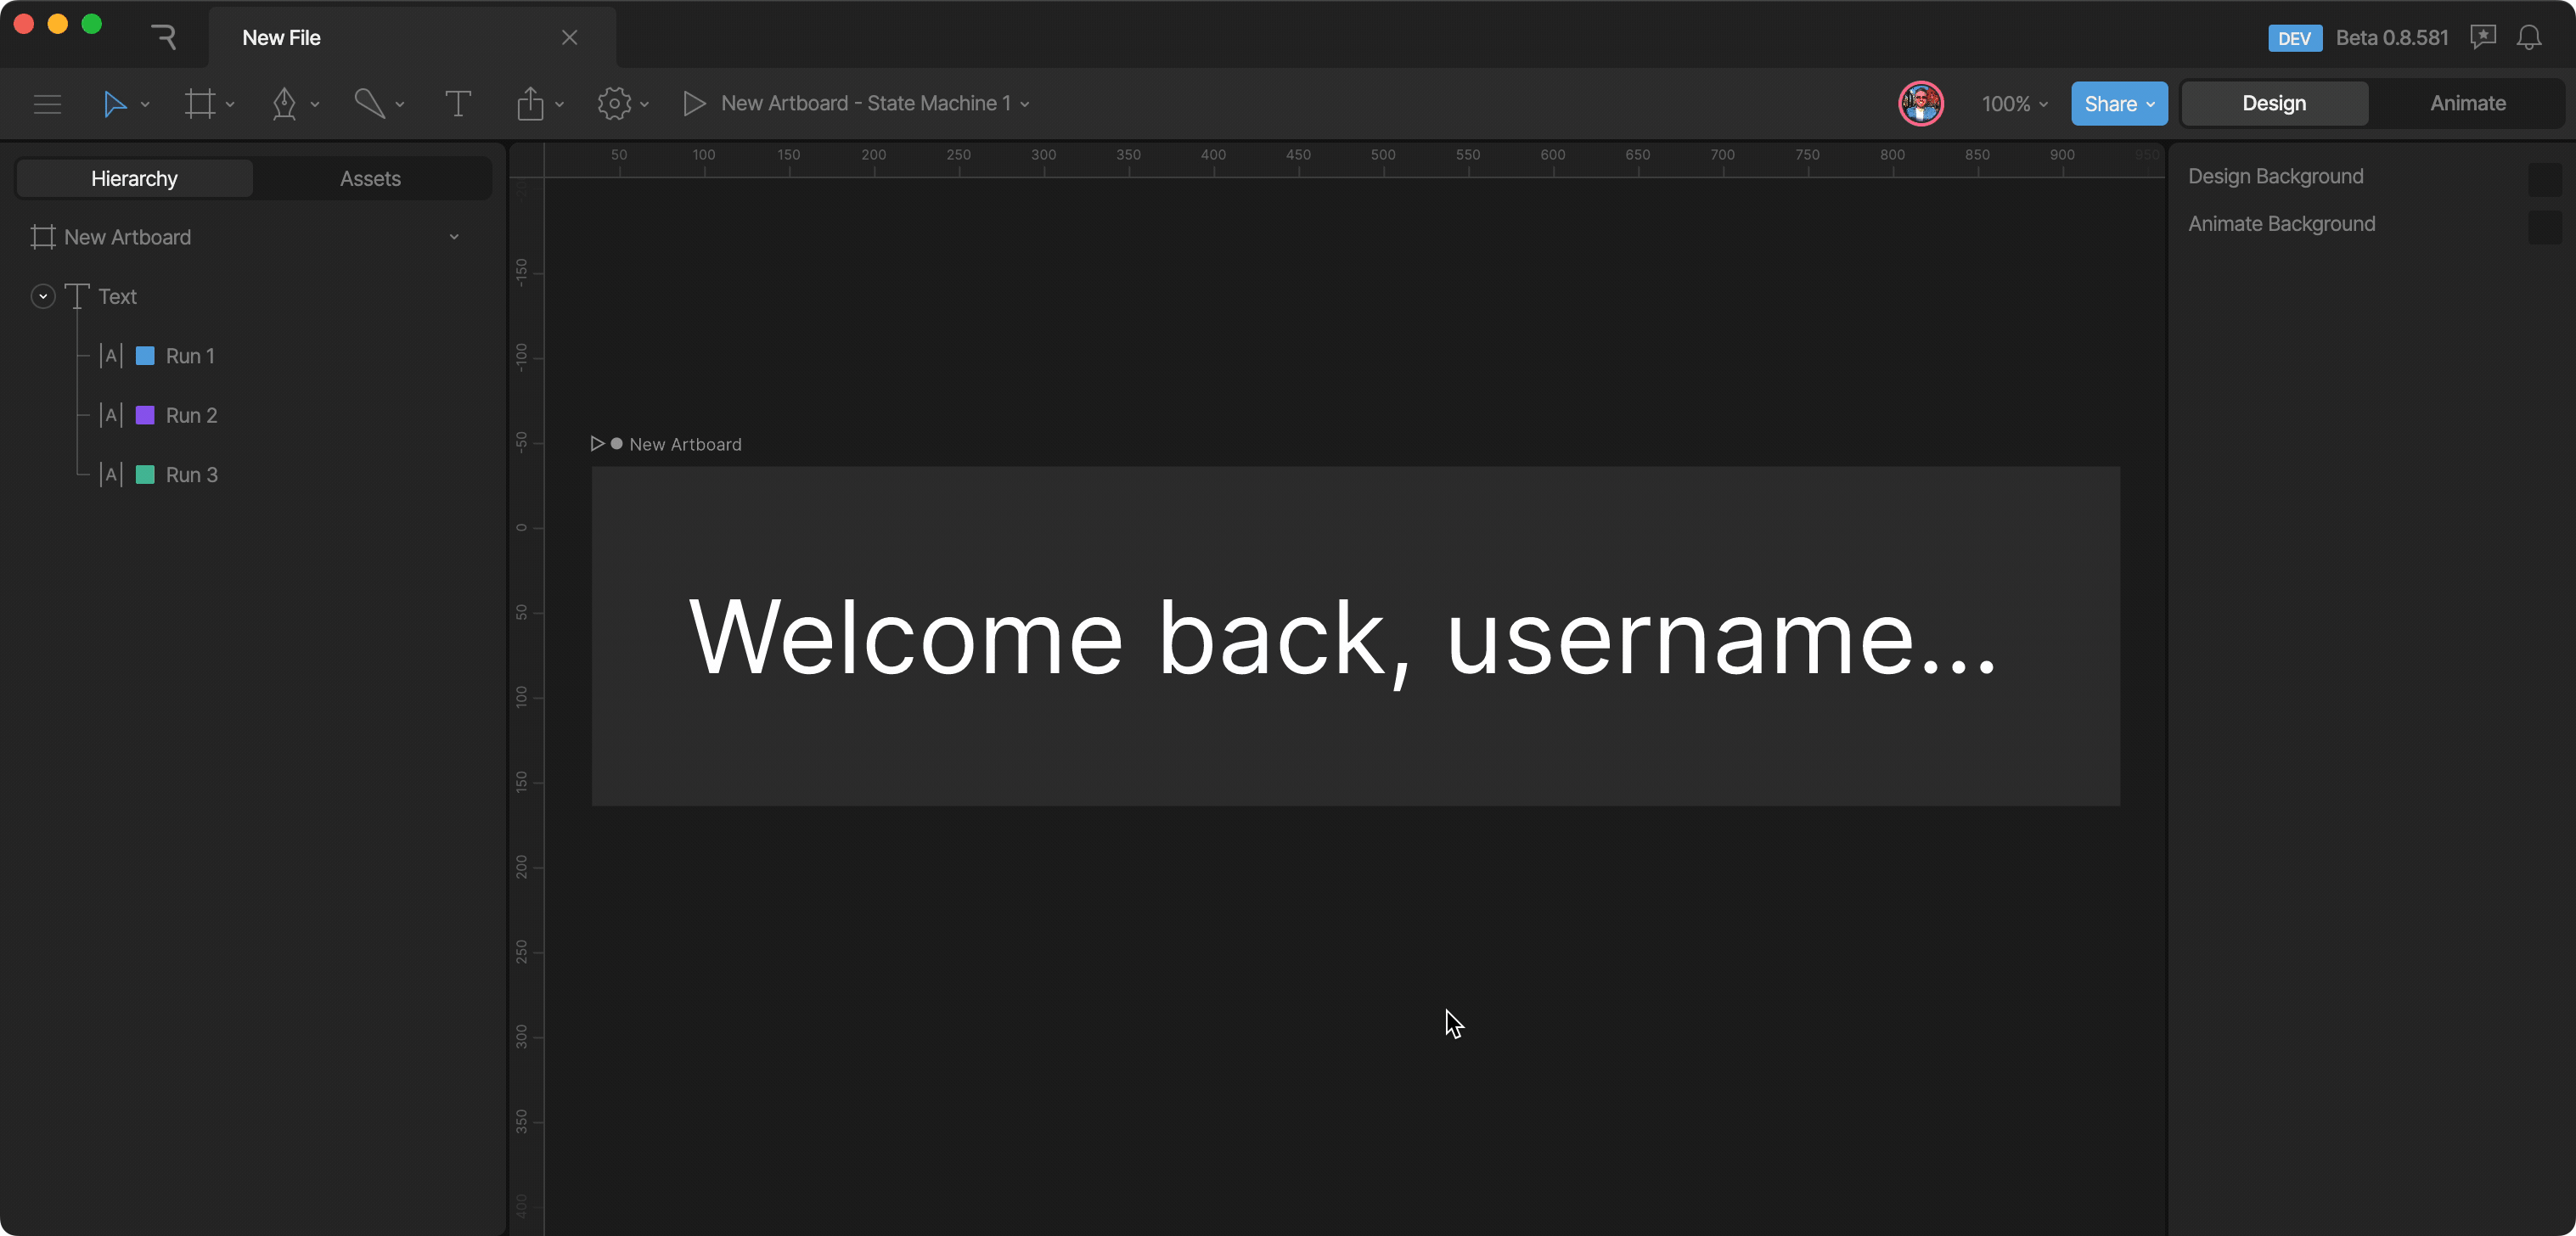 New File
DEV Beta 0.8.581
New Artboard - State Machine 1
100% Share Design Animate
Hierarchy Assets
New Artboard
Text
A Run 1
A Run 2
A Run 3
50 100 150 200 250 300 350 400 450 500 550 600 650 700 750 800 850 900 950
-150
-100
-50
0
50
100
150
200
250
300
350
400
New Artboard
Welcome back, username...
Design Background
Animate Background